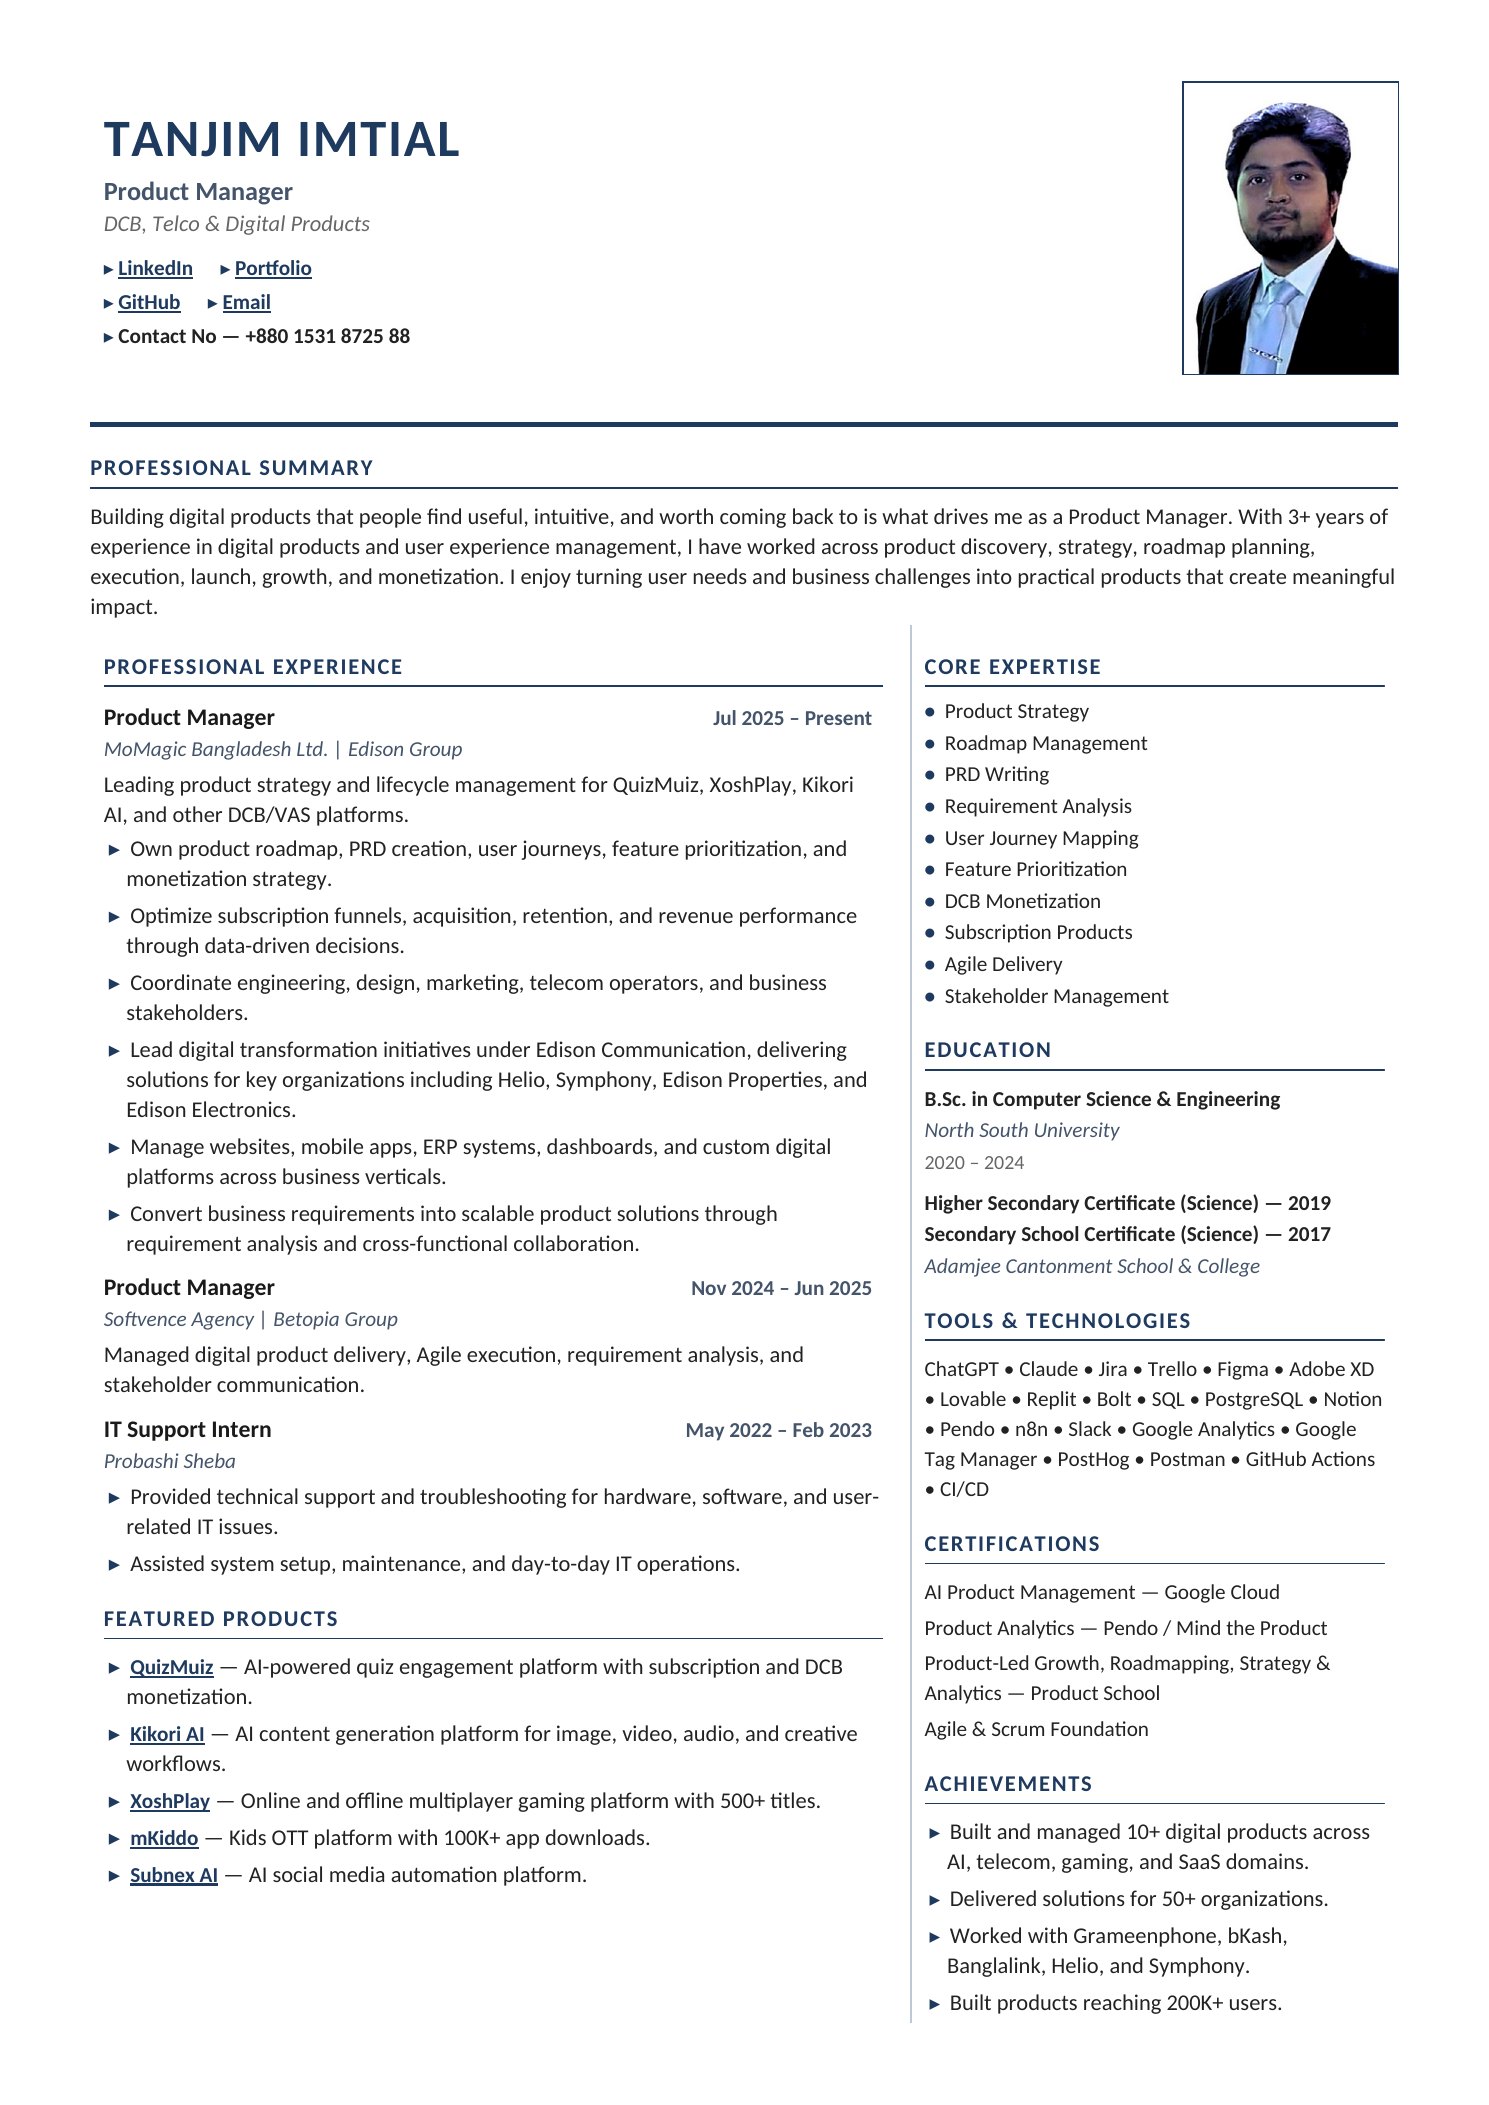 TANJIM IMTIAL
Product Manager
DCB, Telco & Digital Products
▸ LinkedIn ▸ Portfolio
▸ GitHub ▸ Email
▸ Contact No — +880 1531 8725 88
PROFESSIONAL SUMMARY
Building digital products that people find useful, intuitive, and worth coming back to is what drives me as a Product Manager. With 3+ years of
experience in digital products and user experience management, I have worked across product discovery, strategy, roadmap planning,
execution, launch, growth, and monetization. I enjoy turning user needs and business challenges into practical products that create meaningful
impact.
PROFESSIONAL EXPERIENCE
Product Manager Jul 2025 – Present
MoMagic Bangladesh Ltd. | Edison Group
Leading product strategy and lifecycle management for QuizMuiz, XoshPlay, Kikori
AI, and other DCB/VAS platforms.
▸ Own product roadmap, PRD creation, user journeys, feature prioritization, and
monetization strategy.
▸ Optimize subscription funnels, acquisition, retention, and revenue performance
through data-driven decisions.
▸ Coordinate engineering, design, marketing, telecom operators, and business
stakeholders.
▸ Lead digital transformation initiatives under Edison Communication, delivering
solutions for key organizations including Helio, Symphony, Edison Properties, and
Edison Electronics.
▸ Manage websites, mobile apps, ERP systems, dashboards, and custom digital
platforms across business verticals.
▸ Convert business requirements into scalable product solutions through
requirement analysis and cross-functional collaboration.
Product Manager Nov 2024 – Jun 2025
Softvence Agency | Betopia Group
Managed digital product delivery, Agile execution, requirement analysis, and
stakeholder communication.
IT Support Intern May 2022 – Feb 2023
Probashi Sheba
▸ Provided technical support and troubleshooting for hardware, software, and user-
related IT issues.
▸ Assisted system setup, maintenance, and day-to-day IT operations.
FEATURED PRODUCTS
▸ QuizMuiz — AI-powered quiz engagement platform with subscription and DCB
monetization.
▸ Kikori AI — AI content generation platform for image, video, audio, and creative
workflows.
▸ XoshPlay — Online and offline multiplayer gaming platform with 500+ titles.
▸ mKiddo — Kids OTT platform with 100K+ app downloads.
▸ Subnex AI — AI social media automation platform.
CORE EXPERTISE
• Product Strategy
• Roadmap Management
• PRD Writing
• Requirement Analysis
• User Journey Mapping
• Feature Prioritization
• DCB Monetization
• Subscription Products
• Agile Delivery
• Stakeholder Management
EDUCATION
B.Sc. in Computer Science & Engineering
North South University
2020 – 2024
Higher Secondary Certificate (Science) — 2019
Secondary School Certificate (Science) — 2017
Adamjee Cantonment School & College
TOOLS & TECHNOLOGIES
ChatGPT • Claude • Jira • Trello • Figma • Adobe XD
• Lovable • Replit • Bolt • SQL • PostgreSQL • Notion
• Pendo • n8n • Slack • Google Analytics • Google
Tag Manager • PostHog • Postman • GitHub Actions
• CI/CD
CERTIFICATIONS
AI Product Management — Google Cloud
Product Analytics — Pendo / Mind the Product
Product-Led Growth, Roadmapping, Strategy &
Analytics — Product School
Agile & Scrum Foundation
ACHIEVEMENTS
▸ Built and managed 10+ digital products across
AI, telecom, gaming, and SaaS domains.
▸ Delivered solutions for 50+ organizations.
▸ Worked with Grameenphone, bKash,
Banglalink, Helio, and Symphony.
▸ Built products reaching 200K+ users.